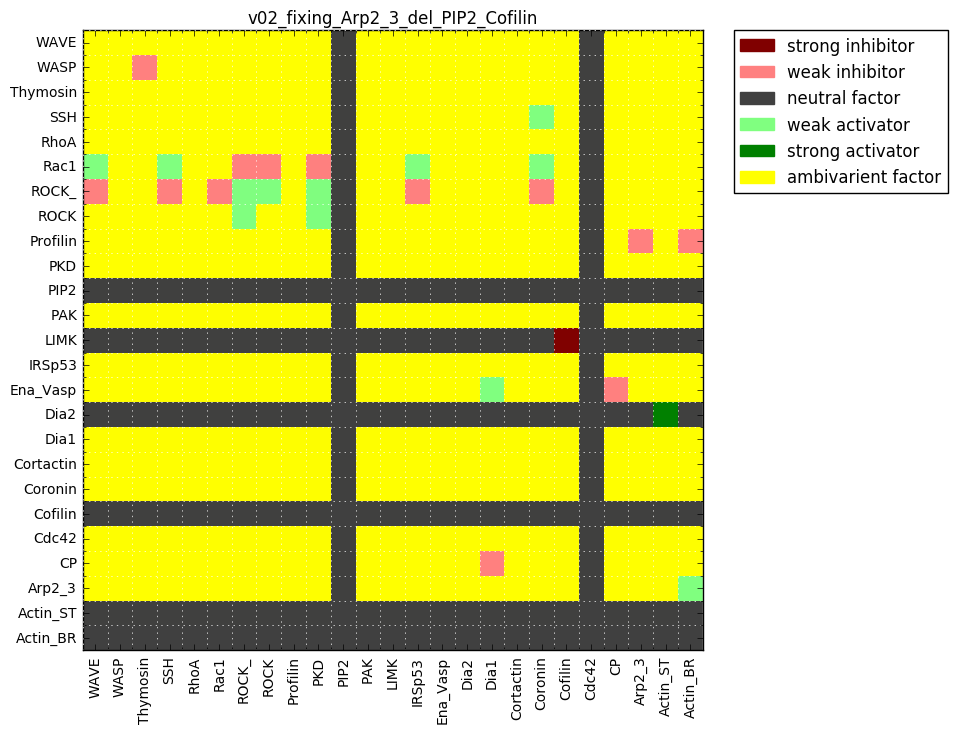 v02_fixing_Arp2_3_del_PIP2_Cofilin
WAVE
WASP
Thymosin
SSH
RhoA
Rac1
ROCK_
ROCK
Profilin
PKD
PIP2
PAK
LIMK
IRSp53
Ena_Vasp
Dia2
Dia1
Cortactin
Coronin
Cofilin
Cdc42
CP
Arp2_3
Actin_ST
Actin_BR
WAVE
WASP
Thymosin
SSH
RhoA
Rac1
ROCK_
ROCK
Profilin
PKD
PIP2
PAK
LIMK
IRSp53
Ena_Vasp
Dia2
Dia1
Cortactin
Coronin
Cofilin
Cdc42
CP
Arp2_3
Actin_ST
Actin_BR
strong inhibitor
weak inhibitor
neutral factor
weak activator
strong activator
ambivarient factor